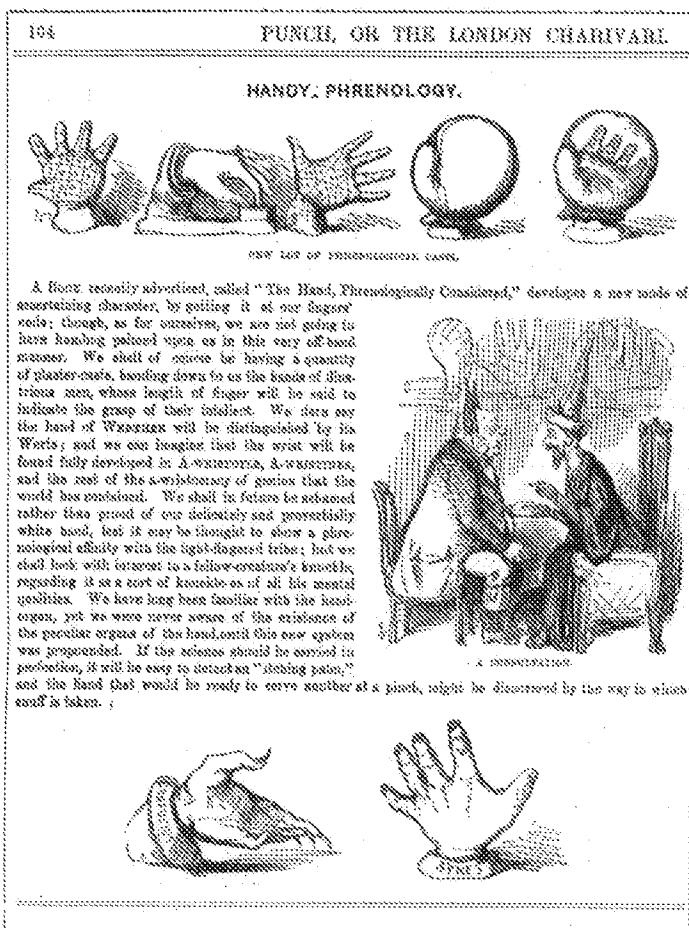 104
PUNCH, OR THE LONDON CHARIVARI.
HANDY PHRENOLOGY.
NEW LOT OF PHRENOLOGICAL CASTS.
A Book recently advertised, called "The Hand, Phrenologically Considered," developes a new mode of
ascertaining character, by getting it at our fingers'
ends; though, as for ourselves, we are not going to
have humbug palmed upon us in this very off-hand
manner. We shall of course be having a quantity
of plaster-casts, handing down to us the hands of illus-
trious men, whose length of finger will be said to
indicate the grasp of their intellect. We dare say
the hand of will be distinguished by its
Warts; and we can imagine that the wrist will be
found fully developed in A-WRISTOTLE, A-WRISTIDES,
and the rest of the a-wristocracy of genius that the
world has contained. We shall in future be ashamed
rather than proud of our delicately and proverbially
white hand, lest it may be thought to show a phre-
nological affinity with the light-fingered tribe; but we
shall look with interest to a fellow-creature's knuckle,
regarding it as a sort of of all his mental
qualities. We have long been familiar with the hand-
organ, yet we were never aware of the existence of
the peculiar organs of the hand, until this new system
was propounded. If the science should be carried to
perfection, it will be easy to detect an "itching palm,"
and the hand that would be ready to serve another at a pinch, might be discovered by the way in which
snuff is taken.
A CONSULTATION.